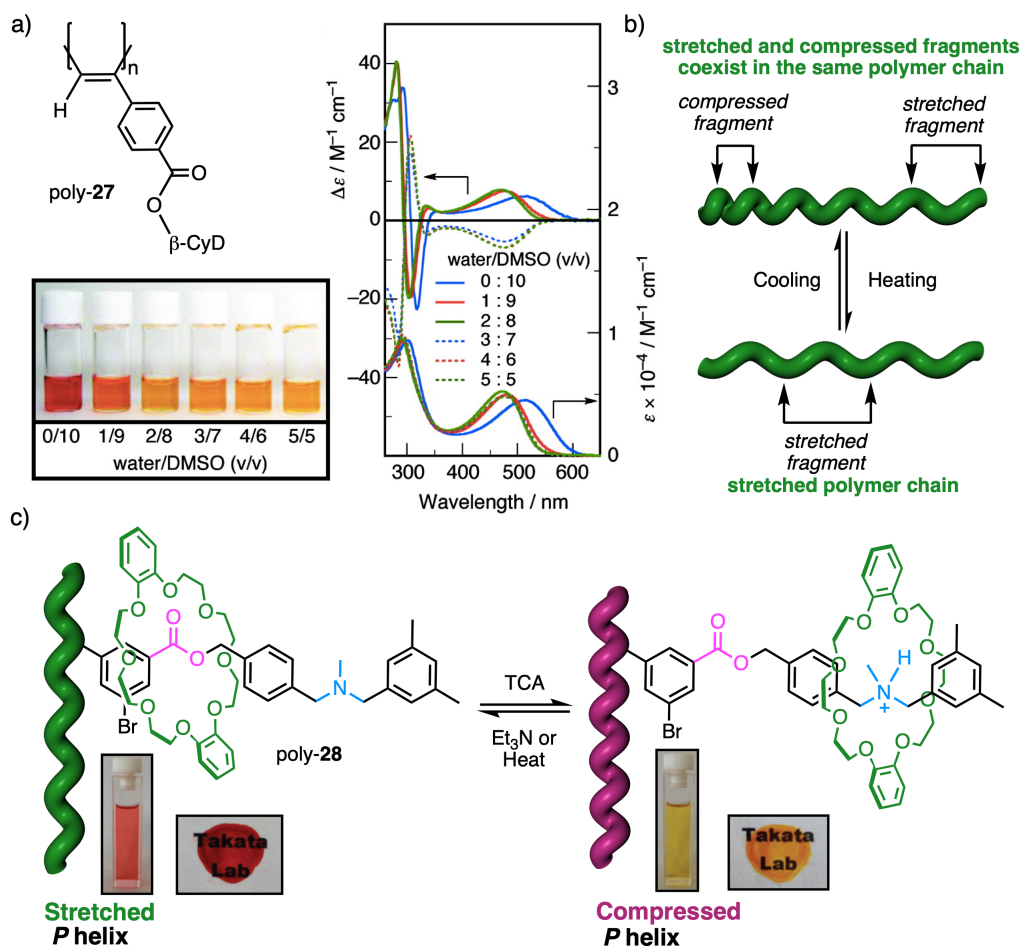 a)
n
H
O
O
poly-27
β-CyD
0/10 1/9 2/8 3/7 4/6 5/5
water/DMSO (v/v)
Δε / M⁻¹ cm⁻¹
40
20
0
−20
−40
3
2
1
0
ε × 10⁻⁴ / M⁻¹ cm⁻¹
water/DMSO (v/v)
0 : 10
1 : 9
2 : 8
3 : 7
4 : 6
5 : 5
300 400 500 600
Wavelength / nm
b)
stretched and compressed fragments
coexist in the same polymer chain
compressed
fragment
stretched
fragment
Cooling
Heating
stretched
fragment
stretched polymer chain
c)
O
O
O
O
O
O
O
O
O
O
N
Br
poly-28
Takata
Lab
Stretched
P helix
TCA
Et₃N or
Heat
O
O
O
O
O
O
O
O
O
O
H
N
+
Br
Takata
Lab
Compressed
P helix